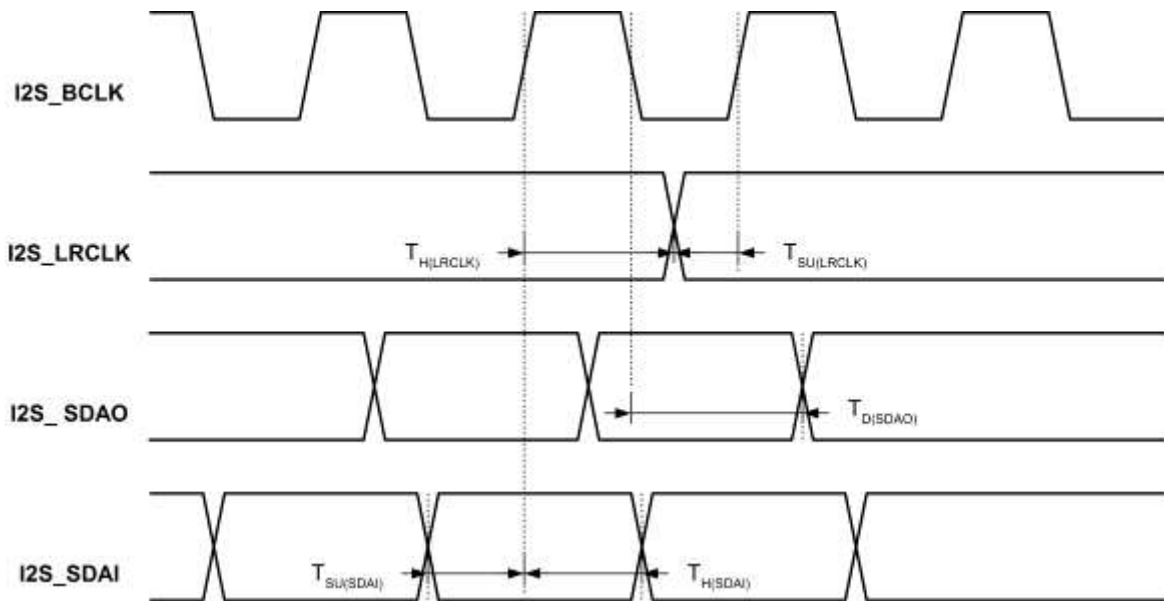 I2S_BCLK
I2S_LRCLK
TH(LRCLK)
TSU(LRCLK)
I2S_ SDAO
TD(SDAO)
I2S_SDAI
TSU(SDAI)
TH(SDAI)